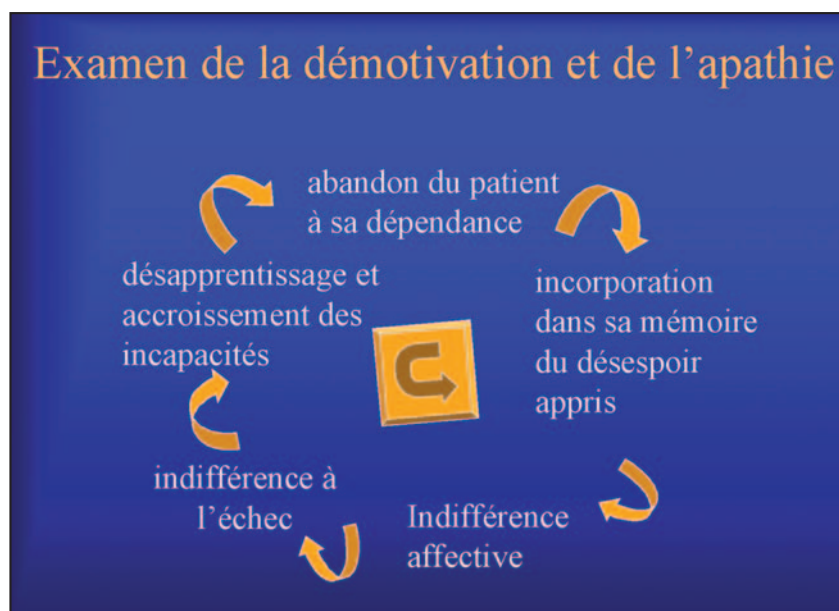 Examen de la démotivation et de l'apathie
abandon du patient
à sa dépendance
incorporation
dans sa mémoire
du désespoir
appris
Indifférence
affective
indifférence à
l'échec
désapprentissage et
accroissement des
incapacités